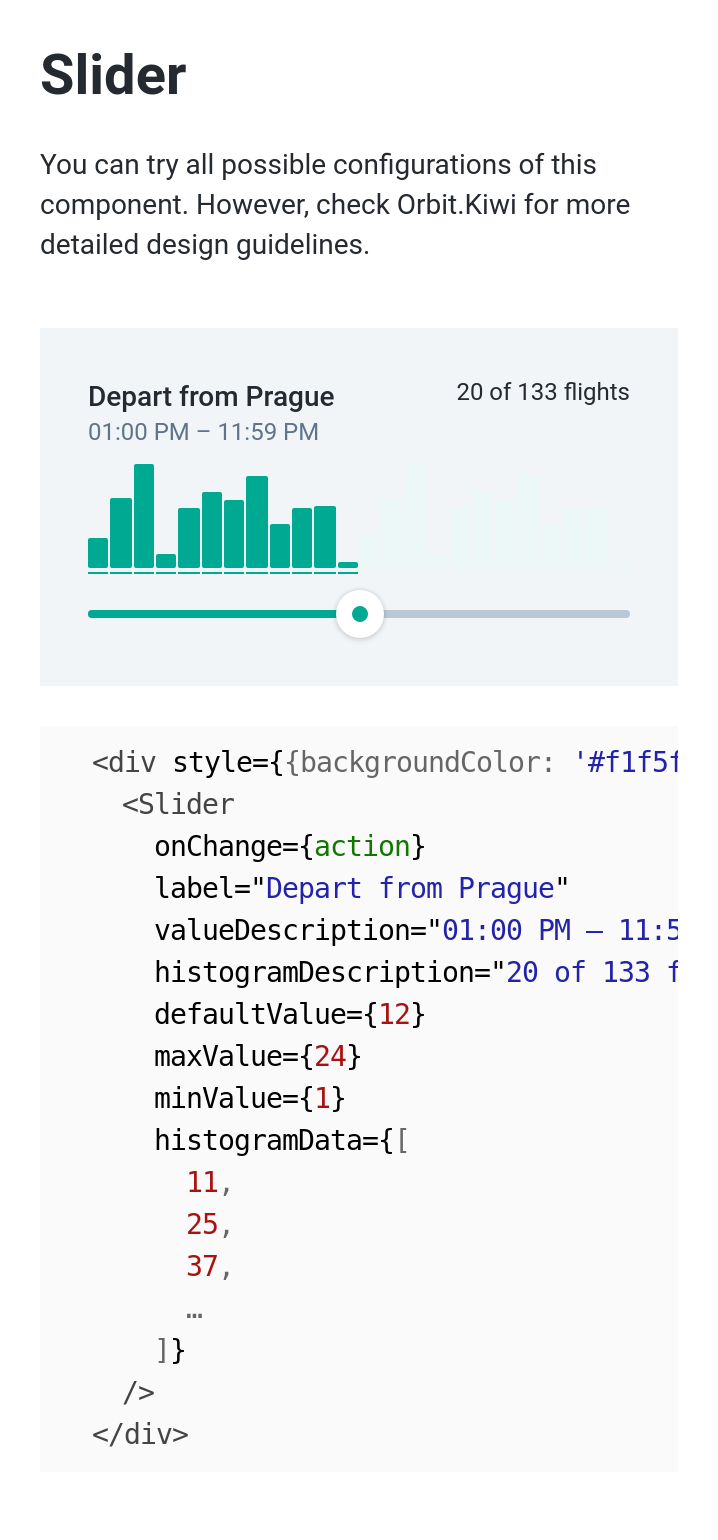 Slider
You can try all possible configurations of this
component. However, check Orbit.Kiwi for more
detailed design guidelines.
Depart from Prague
20 of 133 flights
01:00 PM – 11:59 PM
<div style={{backgroundColor: '#f1f5f
<Slider
onChange={action}
label="Depart from Prague"
valueDescription="01:00 PM – 11:5
histogramDescription="20 of 133 f
defaultValue={12}
maxValue={24}
minValue={1}
histogramData={[
11,
25,
37,
…
]}
/>
</div>